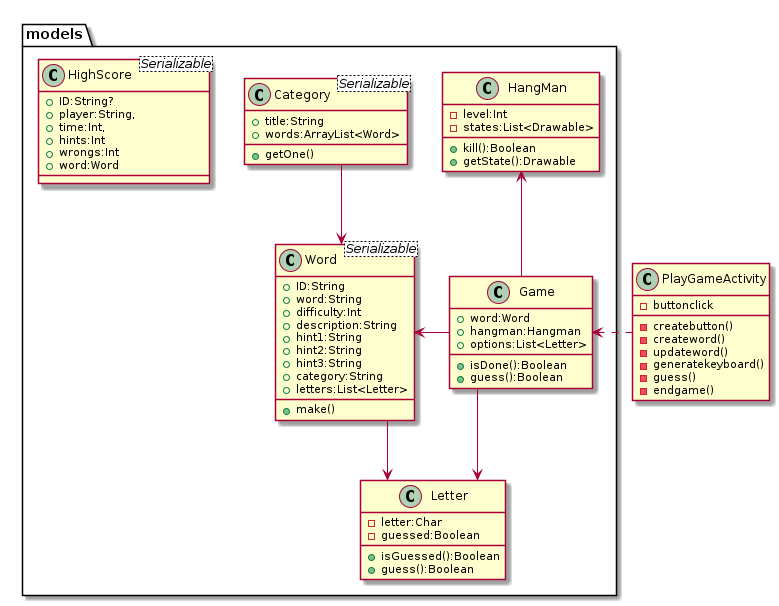 models
C HighScore
Serializable
ID:String?
player:String,
time:Int,
hints:Int
wrongs:Int
word:Word
C Category
Serializable
title:String
words:ArrayList<Word>
getOne()
C HangMan
level:Int
states:List<Drawable>
kill():Boolean
getState():Drawable
C Word
Serializable
ID:String
word:String
difficulty:Int
description:String
hint1:String
hint2:String
hint3:String
category:String
letters:List<Letter>
make()
C Game
word:Word
hangman:Hangman
options:List<Letter>
isDone():Boolean
guess():Boolean
C PlayGameActivity
buttonclick
createbutton()
createword()
updateword()
generatekeyboard()
guess()
endgame()
C Letter
letter:Char
guessed:Boolean
isGuessed():Boolean
guess():Boolean